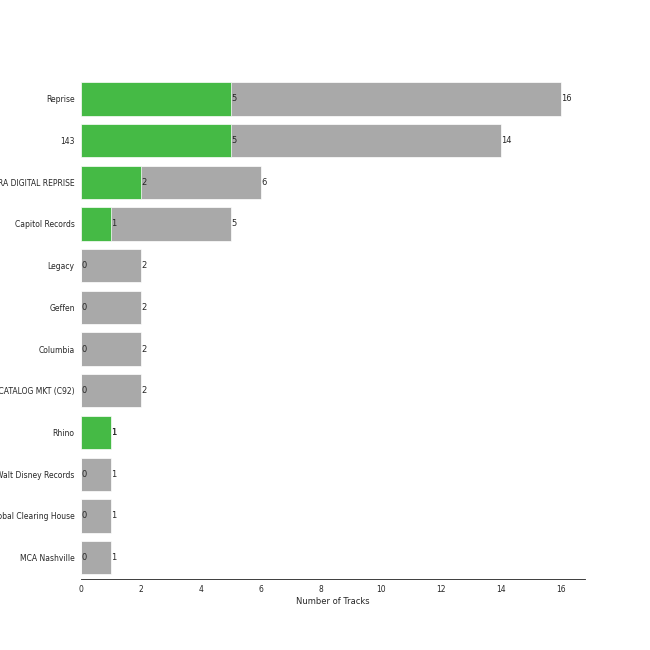 Reprise 5 16
143 5 14
RA DIGITAL REPRISE 2 6
Capitol Records 1 5
Legacy 0 2
Geffen 0 2
Columbia 0 2
CATALOG MKT (C92) 0 2
Rhino 1 1
Walt Disney Records 0 1
obal Clearing House 0 1
MCA Nashville 0 1
0 2 4 6 8 10 12 14 16
Number of Tracks